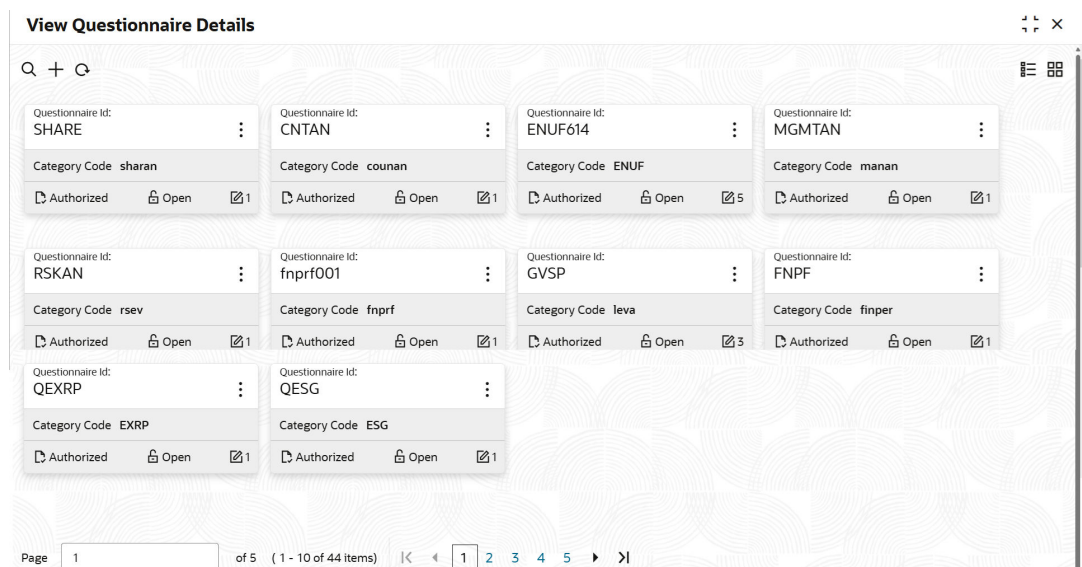 View Questionnaire Details
Questionnaire Id: Questionnaire Id: Questionnaire Id: Questionnaire Id:
SHARE CNTAN ENUF614 MGMTAN
Category Code sharan Category Code counan Category Code ENUF Category Code manan
Authorized Open 1 Authorized Open 1 Authorized Open 5 Authorized Open 1
Questionnaire Id: Questionnaire Id: Questionnaire Id: Questionnaire Id:
RSKAN fnprf001 GVSP FNPF
Category Code rsev Category Code fnprf Category Code leva Category Code finper
Authorized Open 1 Authorized Open 1 Authorized Open 3 Authorized Open 1
Questionnaire Id: Questionnaire Id:
QEXRP QESG
Category Code EXRP Category Code ESG
Authorized Open 1 Authorized Open 1
Page 1 of 5 (1 - 10 of 44 items) 1 2 3 4 5